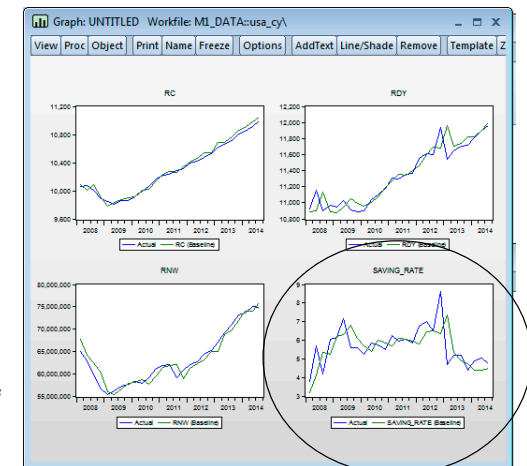 Graph: UNTITLED Workfile: M1_DATA::usa_cy\
View Proc Object Print Name Freeze Options AddText Line/Shade Remove Template Z
RC
11,200
10,800
10,400
10,000
9,600
2008 2009 2010 2011 2012 2013 2014
Actual RC (Baseline)
RDY
12,200
12,000
11,800
11,600
11,400
11,200
11,000
10,800
2008 2009 2010 2011 2012 2013 2014
Actual RDY (Baseline)
RNW
80,000,000
75,000,000
70,000,000
65,000,000
60,000,000
55,000,000
2008 2009 2010 2011 2012 2013 2014
Actual RNW (Baseline)
SAVING_RATE
9
8
7
6
5
4
3
2008 2009 2010 2011 2012 2013 2014
Actual SAVING_RATE (Baseline)